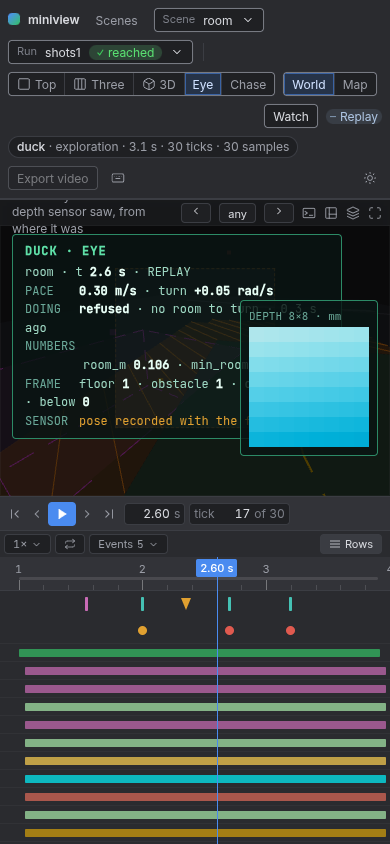 miniview Scenes Scene room
Run shots1 ✓ reached
Top Three 3D Eye Chase World Map
Watch – Replay
duck · exploration · 3.1 s · 30 ticks · 30 samples
Export video
depth sensor saw, from
where it was
any
DUCK · EYE
room · t 2.6 s · REPLAY
PACE 0.30 m/s · turn +0.05 rad/s
DOING refused · no room to turn · 0.3 s
ago
NUMBERS
room_m 0.106 · min_room
FRAME floor 1 · obstacle 1 ·
· below 0
SENSOR pose recorded with the
DEPTH 8×8 · mm
2.60 s tick 17 of 30
1× Events 5 Rows
1 2 2.60 s 3 4